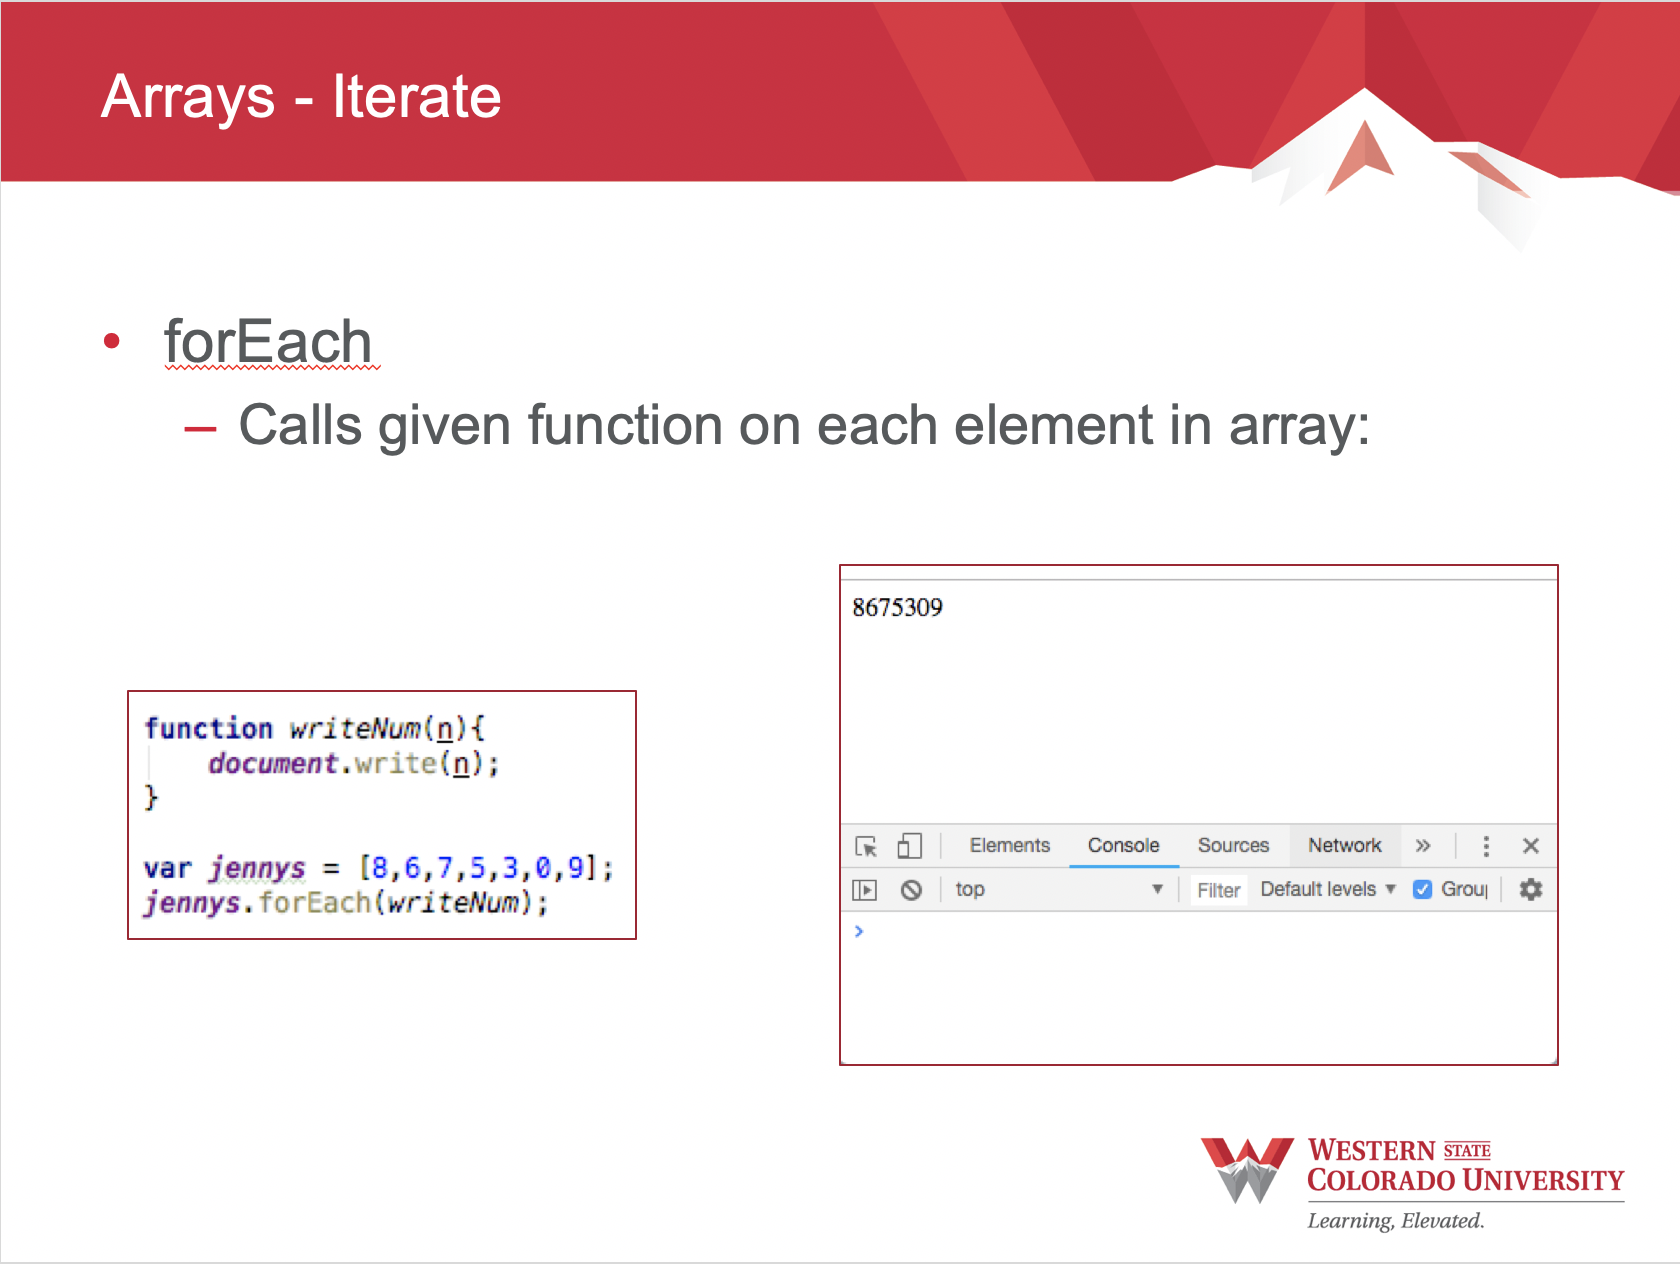 Arrays - Iterate
• forEach
– Calls given function on each element in array:
function writeNum(n){
document.write(n);
}
var jennys = [8,6,7,5,3,0,9];
jennys.forEach(writeNum);
8675309
Elements Console Sources Network »
top Filter Default levels Group
>
WESTERN STATE
COLORADO UNIVERSITY
Learning, Elevated.